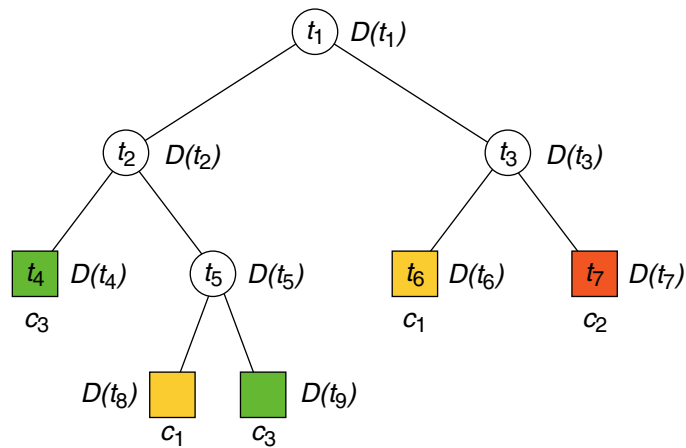 t1 D(t1)
t2 D(t2)
t3 D(t3)
t4 D(t4)
t5 D(t5)
t6 D(t6)
t7 D(t7)
c3
c1
c2
D(t8)
D(t9)
c1
c3